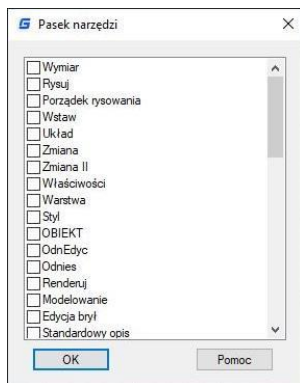 Pasek narzędzi
Wymiar
Rysuj
Porządek rysowania
Wstaw
Układ
Zmiana
Zmiana II
Właściwości
Warstwa
Styl
OBIEKT
OdnEdyc
Odnies
Renderuj
Modelowanie
Edycja brył
Standardowy opis
OK
Pomoc